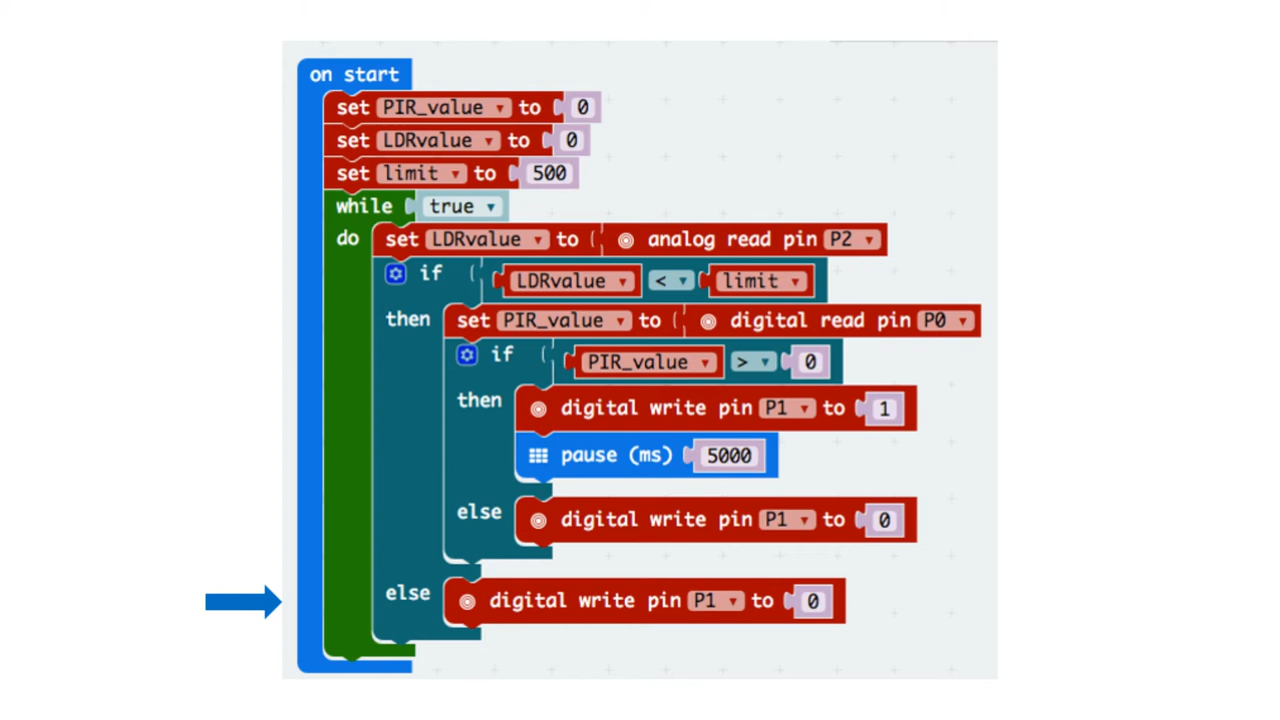 on start
set PIR_value to 0
set LDRvalue to 0
set limit to 500
while true
do set LDRvalue to analog read pin P2
if LDRvalue < limit
then set PIR_value to digital read pin P0
if PIR_value > 0
then digital write pin P1 to 1
pause (ms) 5000
else digital write pin P1 to 0
else digital write pin P1 to 0